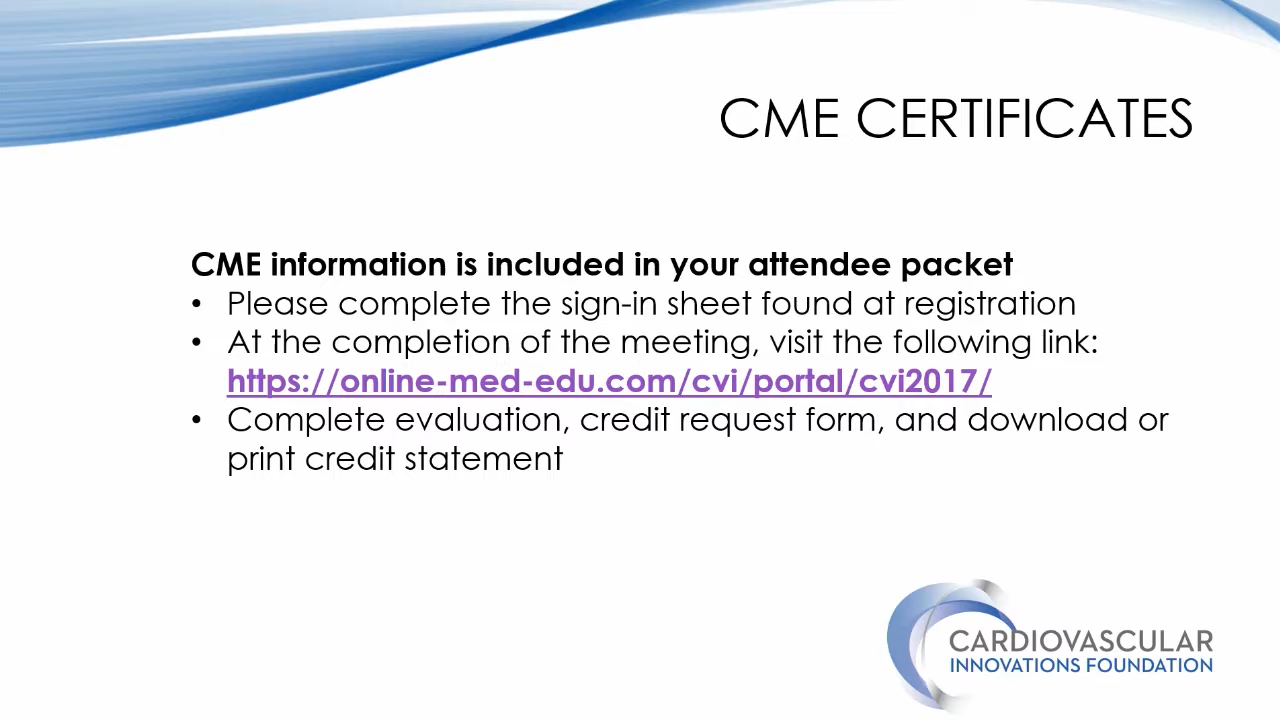 CME CERTIFICATES
CME information is included in your attendee packet
• Please complete the sign-in sheet found at registration
• At the completion of the meeting, visit the following link:
https://online-med-edu.com/cvi/portal/cvi2017/
• Complete evaluation, credit request form, and download or
print credit statement
CARDIOVASCULAR
INNOVATIONS FOUNDATION